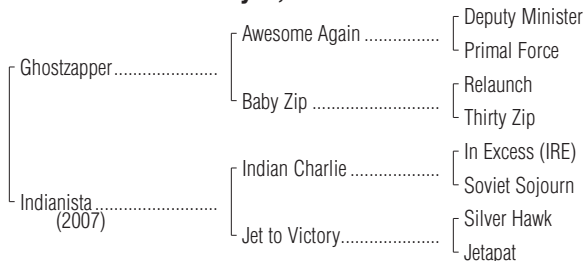 Deputy Minister
Awesome Again ................
Primal Force
Ghostzapper.......................
Relaunch
Baby Zip ..........................
Thirty Zip
In Excess (IRE)
Indian Charlie ...................
Soviet Sojourn
Indianista...........................
(2007)
Silver Hawk
Jet to Victory.....................
Jetapat